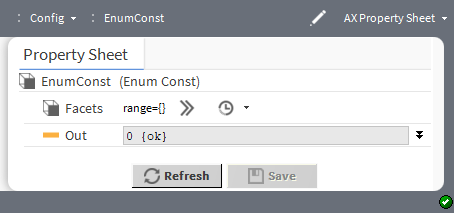 : Config : EnumConst AX Property Sheet
Property Sheet
EnumConst (Enum Const)
Facets range={}
Out 0 {ok}
Refresh Save